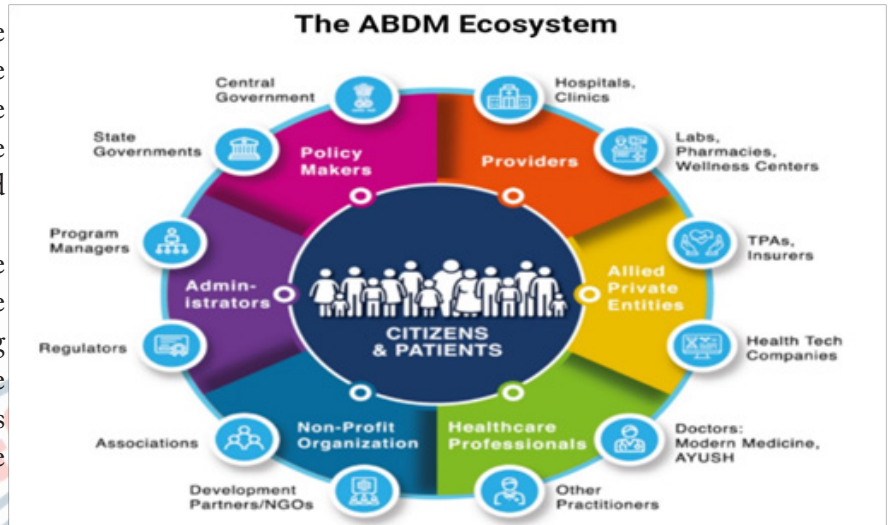 The ABDM Ecosystem
Central
Government
Hospitals,
Clinics
State
Governments
Labs,
Pharmacies,
Wellness Centers
Policy
Makers
Providers
Program
Managers
TPAs,
Insurers
Admin-
istrators
Allied
Private
Entities
CITIZENS
& PATIENTS
Regulators
Health Tech
Companies
Non-Profit
Organization
Healthcare
Professionals
Associations
Doctors:
Modern Medicine,
AYUSH
Development
Partners/NGOs
Other
Practitioners